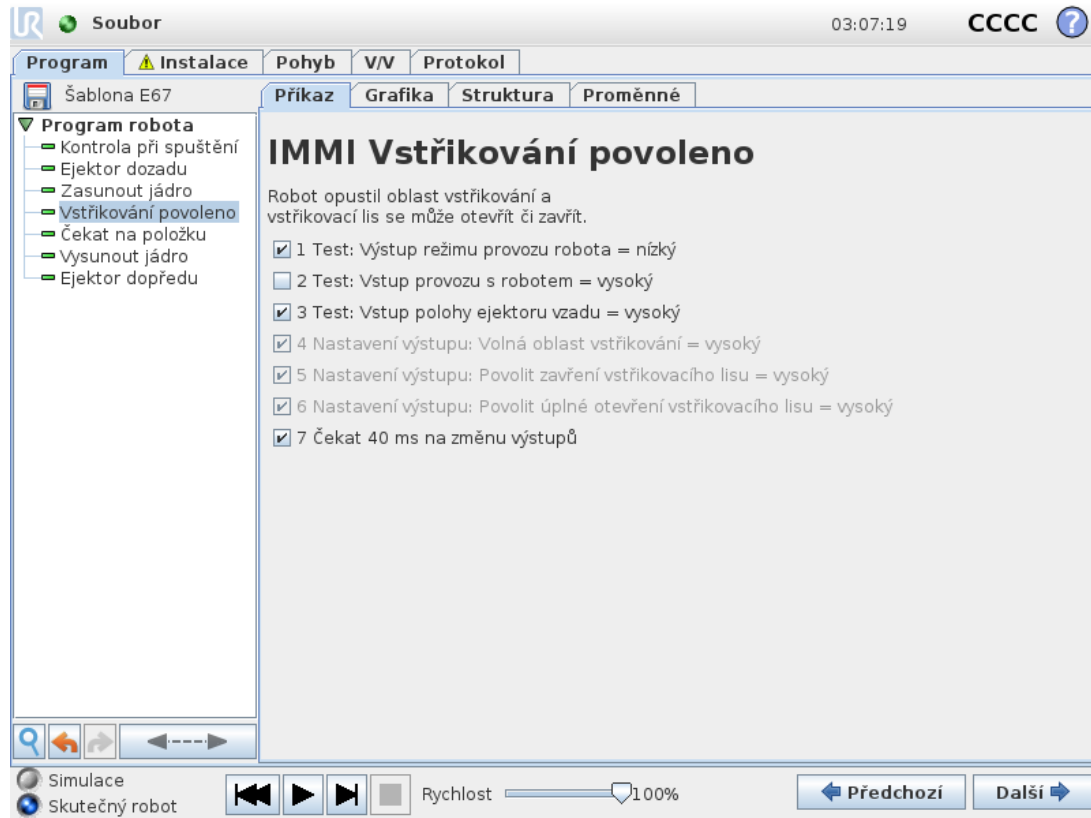 UR Soubor 03:07:19 CCCC ?
Program Instalace Pohyb V/V Protokol
Šablona E67
Příkaz Grafika Struktura Proměnné
Program robota
Kontrola při spuštění
Ejektor dozadu
Zasunout jádro
Vstřikování povoleno
Čekat na položku
Vysunout jádro
Ejektor dopředu
IMMI Vstřikování povoleno
Robot opustil oblast vstřikování a
vstřikovací lis se může otevřít či zavřít.
1 Test: Výstup režimu provozu robota = nízký
2 Test: Vstup provozu s robotem = vysoký
3 Test: Vstup polohy ejektoru vzadu = vysoký
4 Nastavení výstupu: Volná oblast vstřikování = vysoký
5 Nastavení výstupu: Povolit zavření vstřikovacího lisu = vysoký
6 Nastavení výstupu: Povolit úplné otevření vstřikovacího lisu = vysoký
7 Čekat 40 ms na změnu výstupů
Simulace
Skutečný robot
Rychlost 100%
Předchozí Další